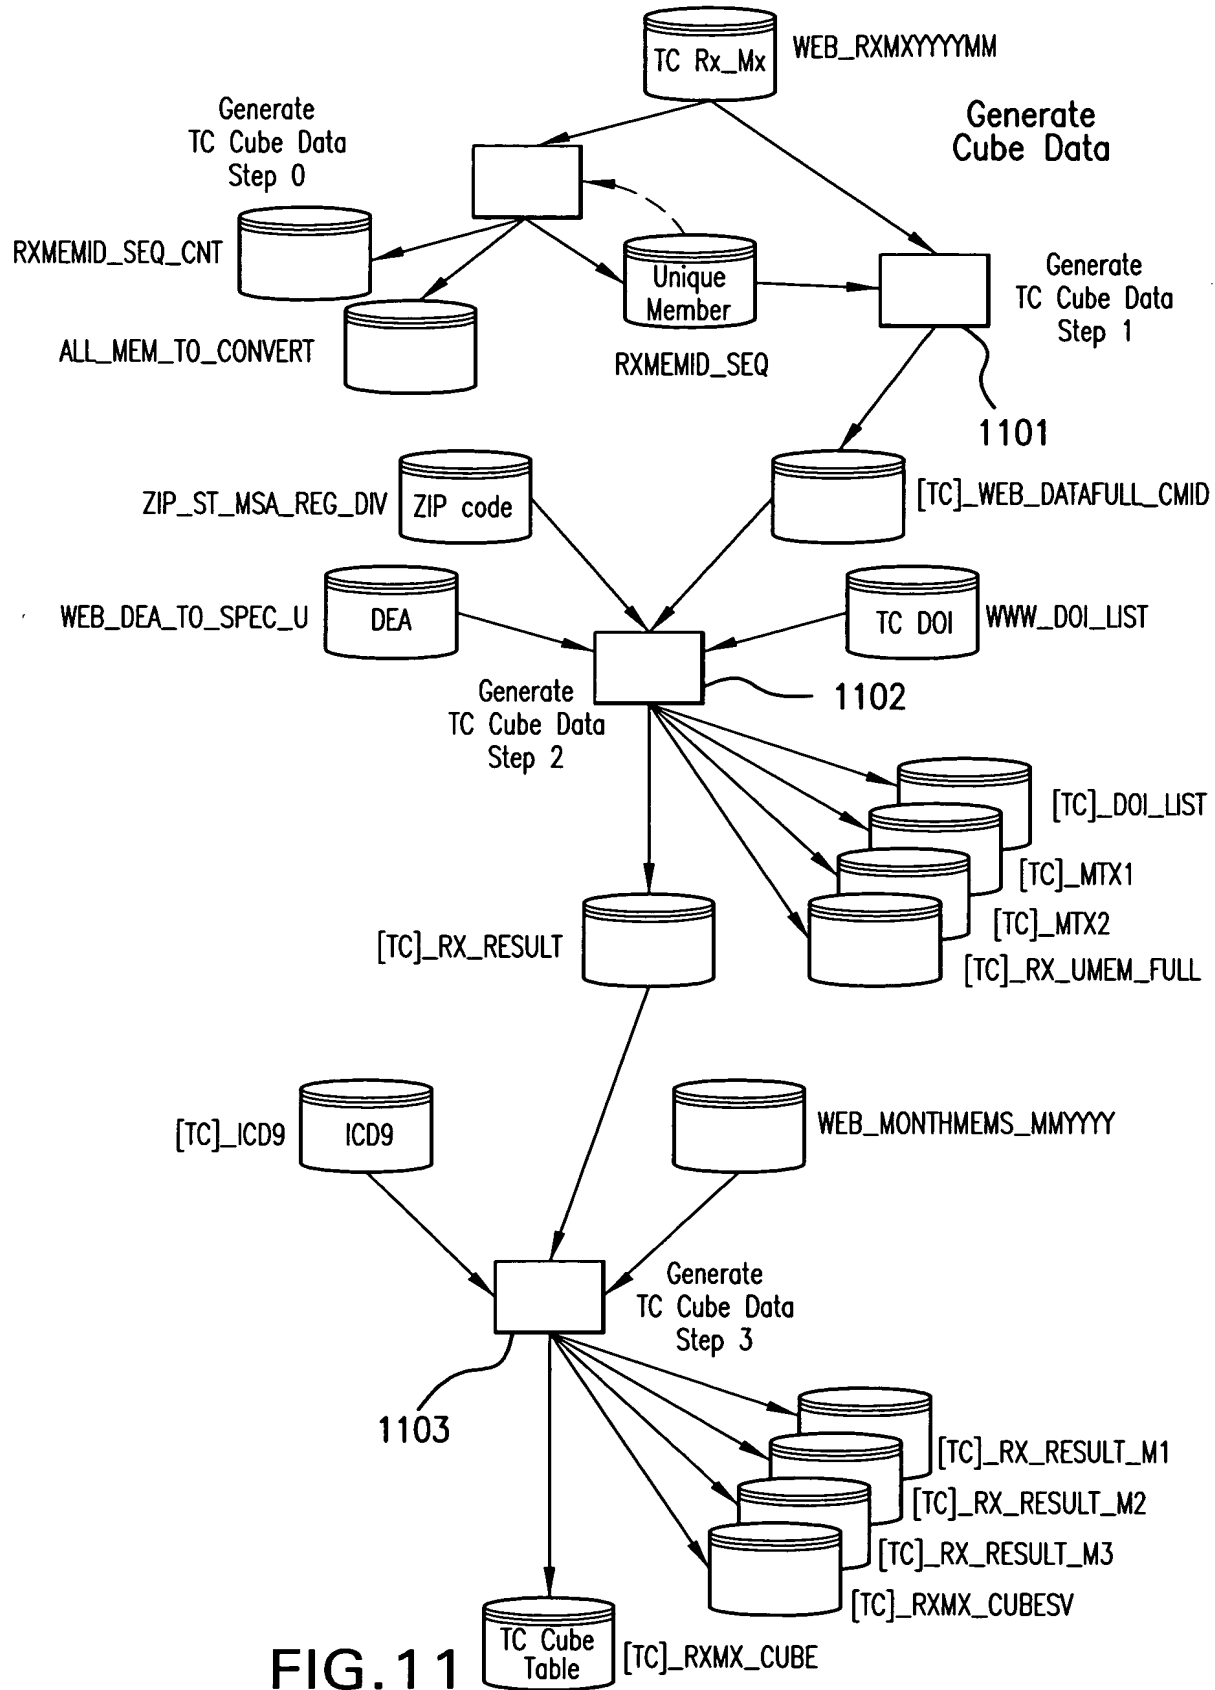 TC Rx_Mx
WEB_RXMXYYYYMM
Generate
TC Cube Data
Step 0
Generate
Cube Data
RXMEMID_SEQ_CNT
Unique
Member
Generate
TC Cube Data
Step 1
ALL_MEM_TO_CONVERT
RXMEMID_SEQ
1101
ZIP_ST_MSA_REG_DIV
ZIP code
[TC]_WEB_DATAFULL_CMID
WEB_DEA_TO_SPEC_U
DEA
TC DOI
WWW_DOI_LIST
Generate
TC Cube Data
Step 2
1102
[TC]_DOI_LIST
[TC]_MTX1
[TC]_MTX2
[TC]_RX_UMEM_FULL
[TC]_RX_RESULT
[TC]_ICD9
ICD9
WEB_MONTHMEMS_MMYYYY
Generate
TC Cube Data
Step 3
1103
[TC]_RX_RESULT_M1
[TC]_RX_RESULT_M2
[TC]_RX_RESULT_M3
[TC]_RXMX_CUBESV
TC Cube
Table
[TC]_RXMX_CUBE
FIG.11